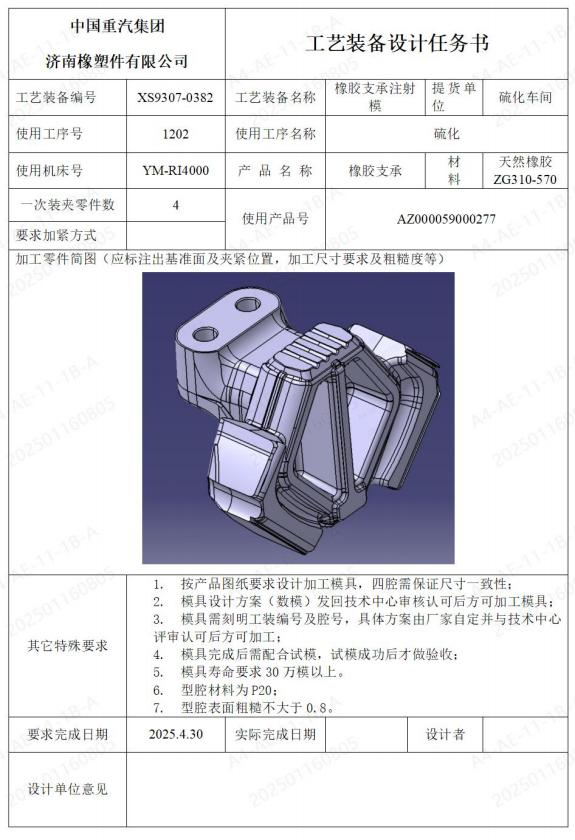 中国重汽集团
济南橡塑件有限公司
工艺装备设计任务书
工艺装备编号 XS9307-0382 工艺装备名称 橡胶支承注射模 提货单位 硫化车间
使用工序号 1202 使用工序名称 硫化
使用机床号 YM-RI4000 产品名称 橡胶支承 材料 天然橡胶 ZG310-570
一次装夹零件数 4 使用产品号 AZ000059000277
要求加紧方式
加工零件简图（应标注出基准面及夹紧位置，加工尺寸要求及粗糙度等）
其它特殊要求
1. 按产品图纸要求设计加工模具，四腔需保证尺寸一致性；
2. 模具设计方案（数模）发回技术中心审核认可后方可加工模具；
3. 模具需刻明工装编号及腔号，具体方案由厂家自定并与技术中心
评审认可后方可加工；
4. 模具完成后需配合试模，试模成功后才做验收；
5. 模具寿命要求 30 万模以上。
6. 型腔材料为 P20；
7. 型腔表面粗糙不大于 0.8。
要求完成日期 2025.4.30 实际完成日期 设计者
设计单位意见
A4-AE-11-1B-A
202501160805